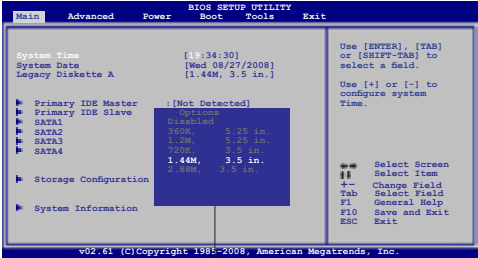 BIOS SETUP UTILITY
Main Advanced Power Boot Tools Exit
System Time [19:34:30]
System Date [Wed 08/27/2008]
Legacy Diskette A [1.44M, 3.5 in.]
Primary IDE Master :[Not Detected]
Primary IDE Slave
SATA1
SATA2
SATA3
SATA4
Storage Configuration
System Information
Options
Disabled
360K, 5.25 in.
1.2M, 5.25 in.
720K, 3.5 in.
1.44M, 3.5 in.
2.88M, 3.5 in.
Use [ENTER], [TAB]
or [SHIFT-TAB] to
select a field.
Use [+] or [-] to
configure system
Time.
Select Screen
Select Item
+- Change Field
Tab Select Field
F1 General Help
F10 Save and Exit
ESC Exit
v02.61 (C)Copyright 1985-2008, American Megatrends, Inc.